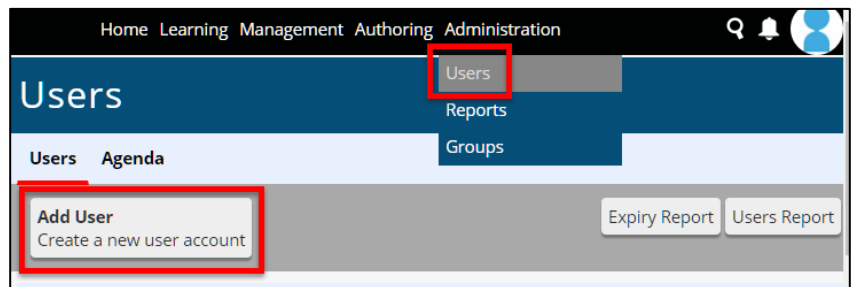 Home Learning Management Authoring Administration
Users
Users
Reports
Groups
Users Agenda
Add User
Create a new user account
Expiry Report Users Report